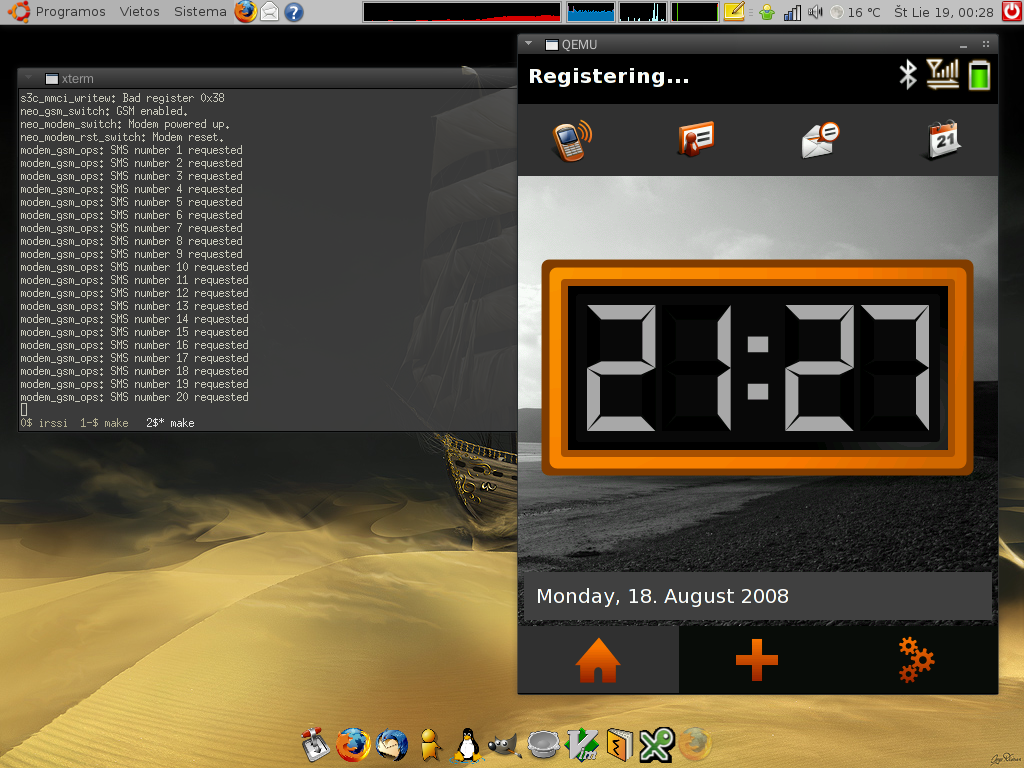 Programos Vietos Sistema 16 °C Št Lie 19, 00:28
xterm
s3c_mmci_writew: Bad register 0x38
neo_gsm_switch: GSM enabled.
neo_modem_switch: Modem powered up.
neo_modem_rst_switch: Modem reset.
modem_gsm_ops: SMS number 1 requested
modem_gsm_ops: SMS number 2 requested
modem_gsm_ops: SMS number 3 requested
modem_gsm_ops: SMS number 4 requested
modem_gsm_ops: SMS number 5 requested
modem_gsm_ops: SMS number 6 requested
modem_gsm_ops: SMS number 7 requested
modem_gsm_ops: SMS number 8 requested
modem_gsm_ops: SMS number 9 requested
modem_gsm_ops: SMS number 10 requested
modem_gsm_ops: SMS number 11 requested
modem_gsm_ops: SMS number 12 requested
modem_gsm_ops: SMS number 13 requested
modem_gsm_ops: SMS number 14 requested
modem_gsm_ops: SMS number 15 requested
modem_gsm_ops: SMS number 16 requested
modem_gsm_ops: SMS number 17 requested
modem_gsm_ops: SMS number 18 requested
modem_gsm_ops: SMS number 19 requested
modem_gsm_ops: SMS number 20 requested
0$ irssi 1-$ make 2$* make
QEMU
Registering...
21
21:27
Monday, 18. August 2008
Vim